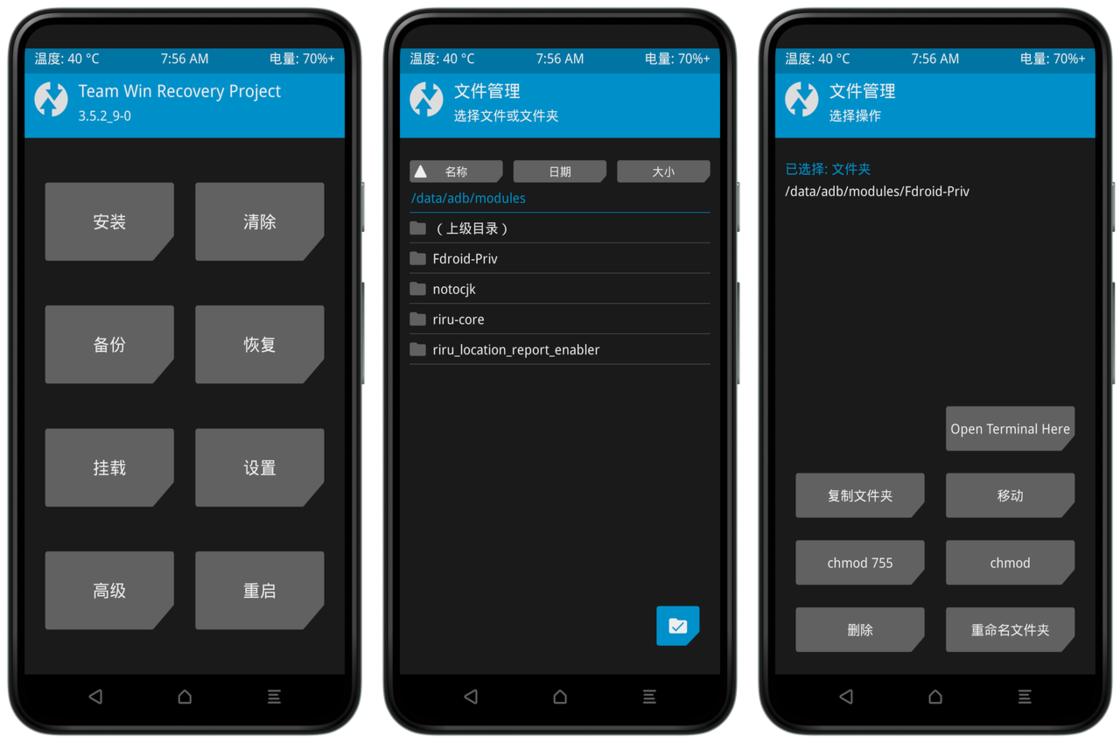 温度: 40 °C 7:56 AM 电量: 70%+
Team Win Recovery Project
3.5.2_9-0
安装 清除
备份 恢复
挂载 设置
高级 重启
温度: 40 °C 7:56 AM 电量: 70%+
文件管理
选择文件或文件夹
名称 日期 大小
/data/adb/modules
（上级目录）
Fdroid-Priv
notocjk
riru-core
riru_location_report_enabler
温度: 40 °C 7:56 AM 电量: 70%+
文件管理
选择操作
已选择: 文件夹
/data/adb/modules/Fdroid-Priv
Open Terminal Here
复制文件夹 移动
chmod 755 chmod
删除 重命名文件夹